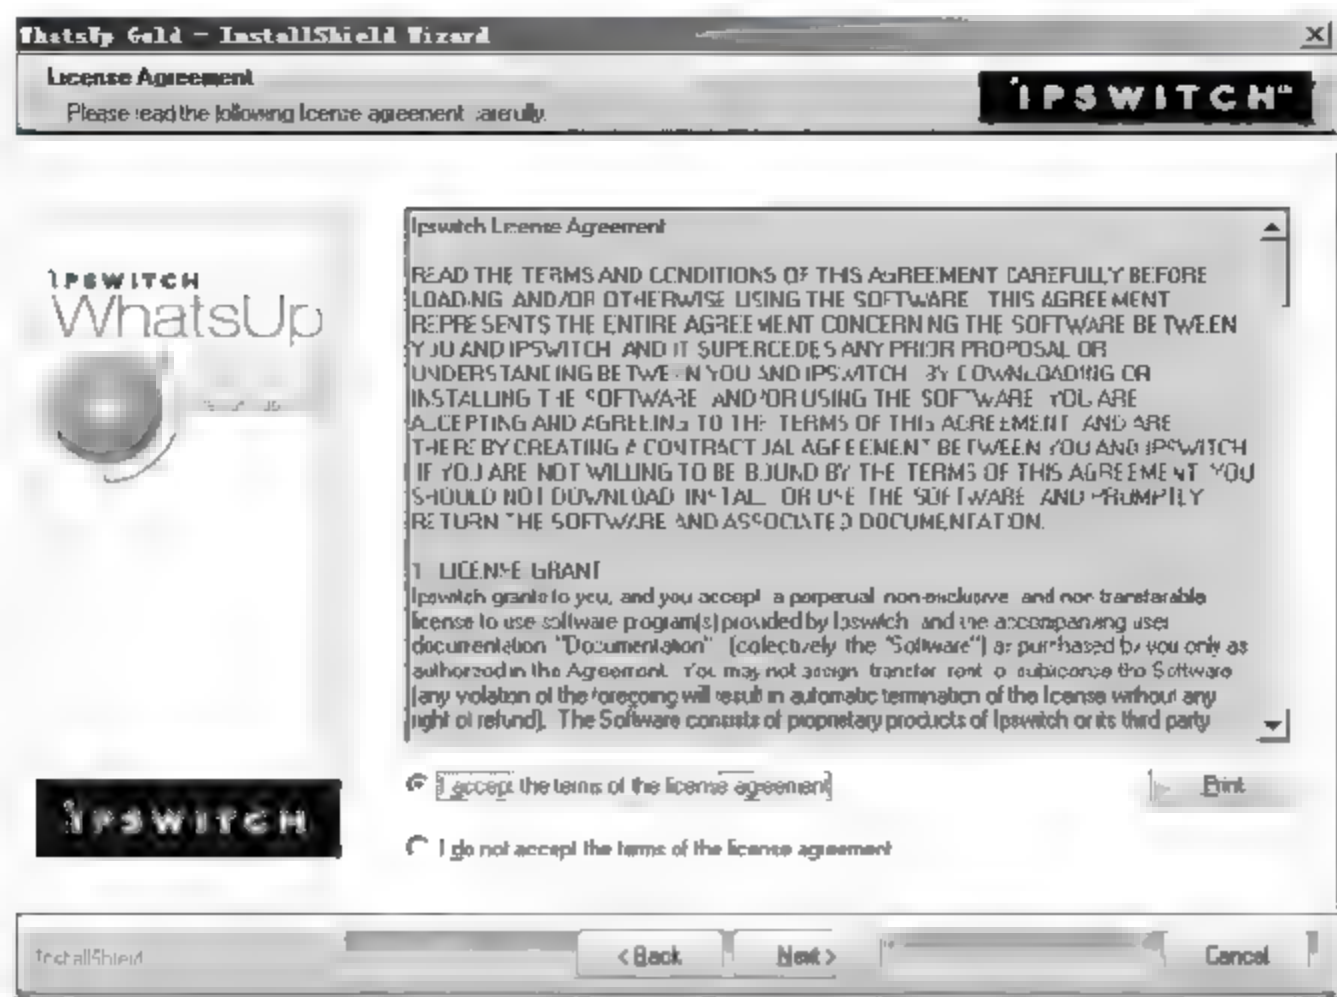 WhatsUp Gold - InstallShield Wizard
License Agreement
Please read the following license agreement carefully.
IPSWITCH
IPSWITCH
WhatsUp
Ipswitch License Agreement
READ THE TERMS AND CONDITIONS OF THIS AGREEMENT CAREFULLY BEFORE
LOADING AND/OR OTHERWISE USING THE SOFTWARE THIS AGREEMENT
REPRESENTS THE ENTIRE AGREEMENT CONCERNING THE SOFTWARE BETWEEN
YOU AND IPSWITCH AND IT SUPERCEDES ANY PRIOR PROPOSAL OR
UNDERSTANDING BETWEEN YOU AND IPSWITCH BY DOWNLOADING OR
INSTALLING THE SOFTWARE AND/OR USING THE SOFTWARE YOU ARE
ACCEPTING AND AGREEING TO THE TERMS OF THIS AGREEMENT AND ARE
THEREBY CREATING A CONTRACTUAL AGREEMENT BETWEEN YOU AND IPSWITCH
IF YOU ARE NOT WILLING TO BE BOUND BY THE TERMS OF THIS AGREEMENT YOU
SHOULD NOT DOWNLOAD INSTALL OR USE THE SOFTWARE AND PROMPTLY
RETURN THE SOFTWARE AND ASSOCIATED DOCUMENTATION.
1 LICENSE GRANT
Ipswitch grants to you, and you accept a perpetual non-exclusive and non transferable
license to use software program(s) provided by Ipswitch and the accompanying user
documentation "Documentation" (collectively the "Software") as purchased by you only as
authorized in the Agreement. You may not assign transfer rent or sublicense the Software
(any violation of the foregoing will result in automatic termination of the license without any
right of refund). The Software consists of proprietary products of Ipswitch or its third party
I accept the terms of the license agreement
Print
IPSWITCH
I do not accept the terms of the license agreement
InstallShield
< Back
Next >
Cancel